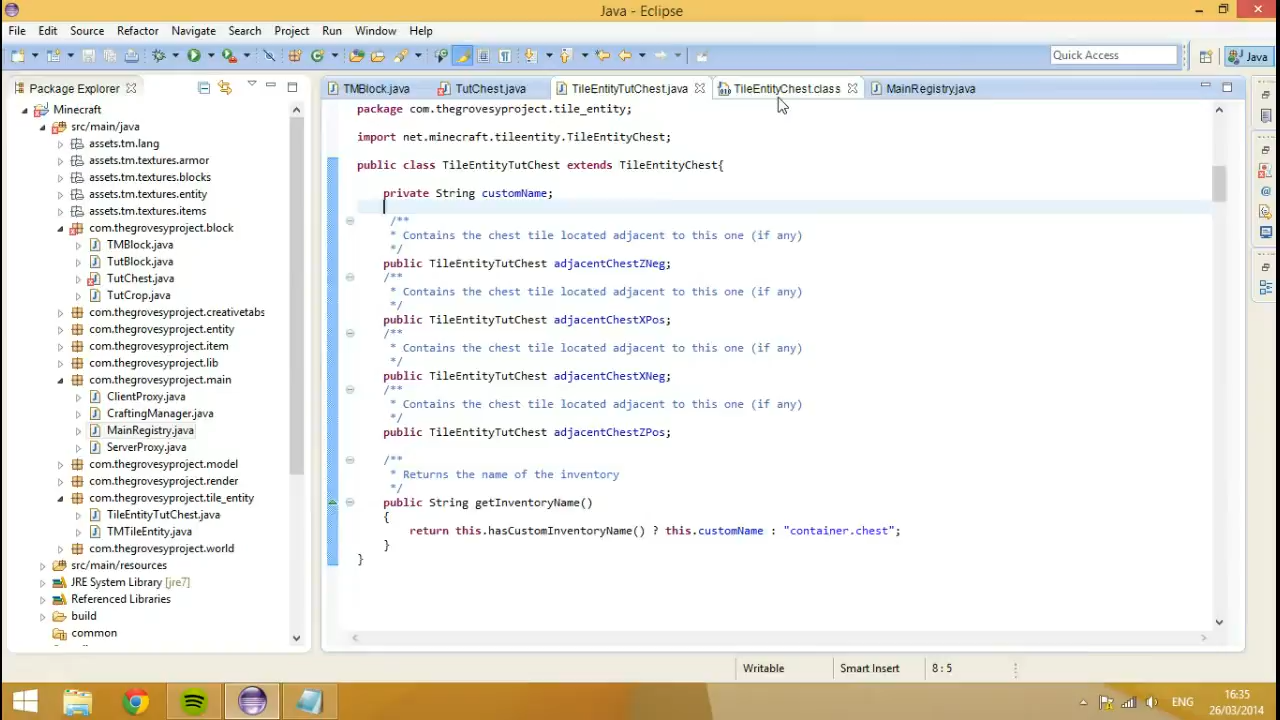 Java - Eclipse
File Edit Source Refactor Navigate Search Project Run Window Help
Quick Access
Java
Package Explorer
TMBlock.java
TutChest.java
TileEntityTutChest.java
TileEntityChest.class
MainRegistry.java
Minecraft
src/main/java
assets.tm.lang
assets.tm.textures.armor
assets.tm.textures.blocks
assets.tm.textures.entity
assets.tm.textures.items
com.thegrovesyproject.block
TMBlock.java
TutBlock.java
TutChest.java
TutCrop.java
com.thegrovesyproject.creativetabs
com.thegrovesyproject.entity
com.thegrovesyproject.item
com.thegrovesyproject.lib
com.thegrovesyproject.main
ClientProxy.java
CraftingManager.java
MainRegistry.java
ServerProxy.java
com.thegrovesyproject.model
com.thegrovesyproject.render
com.thegrovesyproject.tile_entity
TileEntityTutChest.java
TMTileEntity.java
com.thegrovesyproject.world
src/main/resources
JRE System Library [jre7]
Referenced Libraries
build
common
package com.thegrovesyproject.tile_entity;
import net.minecraft.tileentity.TileEntityChest;
public class TileEntityTutChest extends TileEntityChest{
private String customName;
/**
* Contains the chest tile located adjacent to this one (if any)
*/
public TileEntityTutChest adjacentChestZNeg;
/**
* Contains the chest tile located adjacent to this one (if any)
*/
public TileEntityTutChest adjacentChestXPos;
/**
* Contains the chest tile located adjacent to this one (if any)
*/
public TileEntityTutChest adjacentChestXNeg;
/**
* Contains the chest tile located adjacent to this one (if any)
*/
public TileEntityTutChest adjacentChestZPos;
/**
* Returns the name of the inventory
*/
public String getInventoryName()
{
return this.hasCustomInventoryName() ? this.customName : "container.chest";
}
}
Writable
Smart Insert
8 : 5
ENG
16:35
26/03/2014